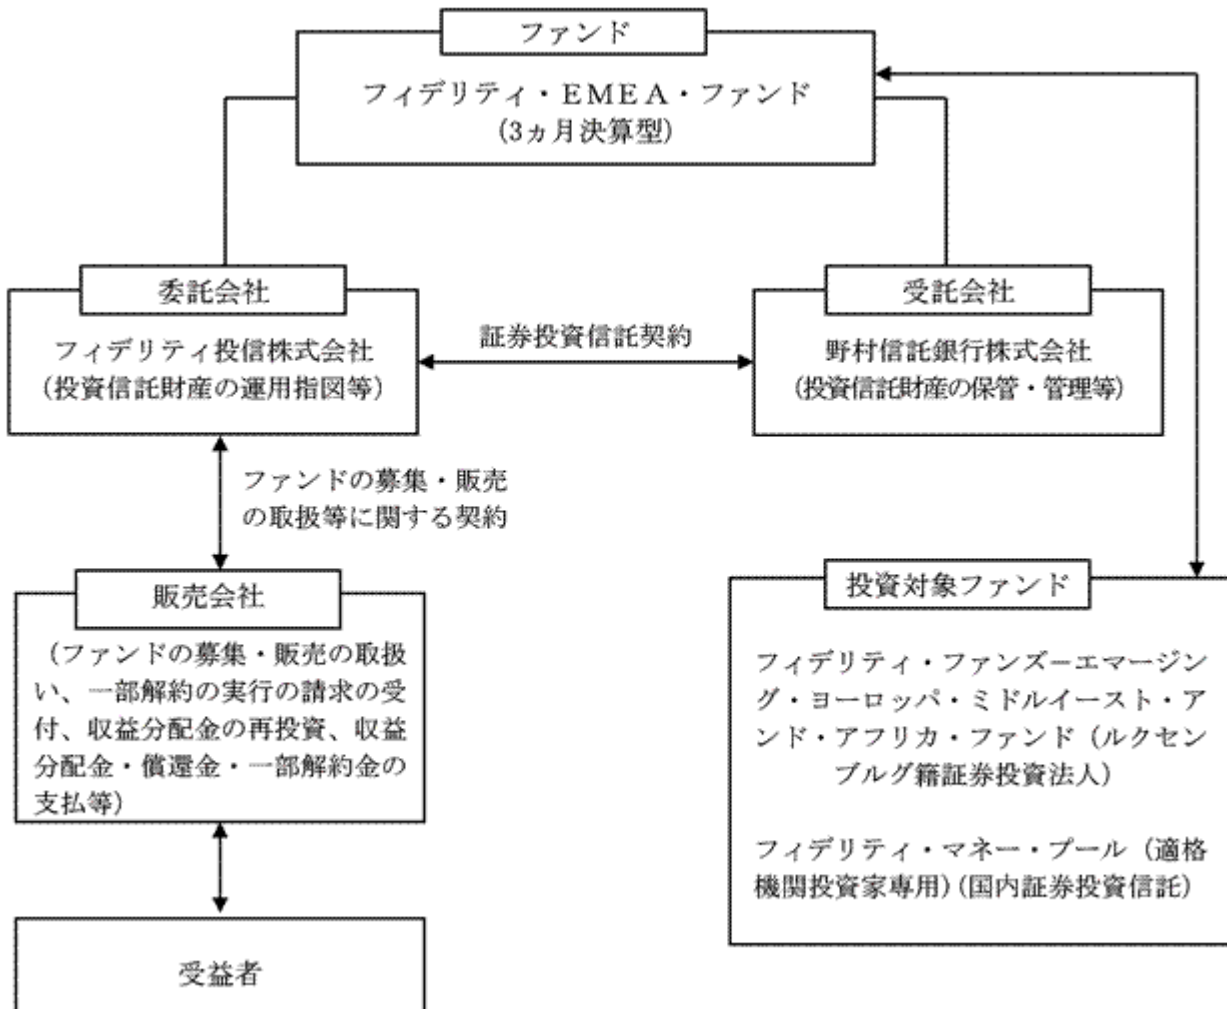 ファンド
フィデリティ・ＥＭＥＡ・ファンド
(3ヵ月決算型)
委託会社
フィデリティ投信株式会社
(投資信託財産の運用指図等)
証券投資信託契約
受託会社
野村信託銀行株式会社
(投資信託財産の保管・管理等)
ファンドの募集・販売
の取扱等に関する契約
販売会社
(ファンドの募集・販売の取扱
い、一部解約の実行の請求の受
付、収益分配金の再投資、収益
分配金・償還金・一部解約金の
支払等)
投資対象ファンド
フィデリティ・ファンズ−エマージン
グ・ヨーロッパ・ミドルイースト・ア
ンド・アフリカ・ファンド（ルクセン
ブルグ籍証券投資法人）
フィデリティ・マネー・プール（適格
機関投資家専用）(国内証券投資信託)
受益者